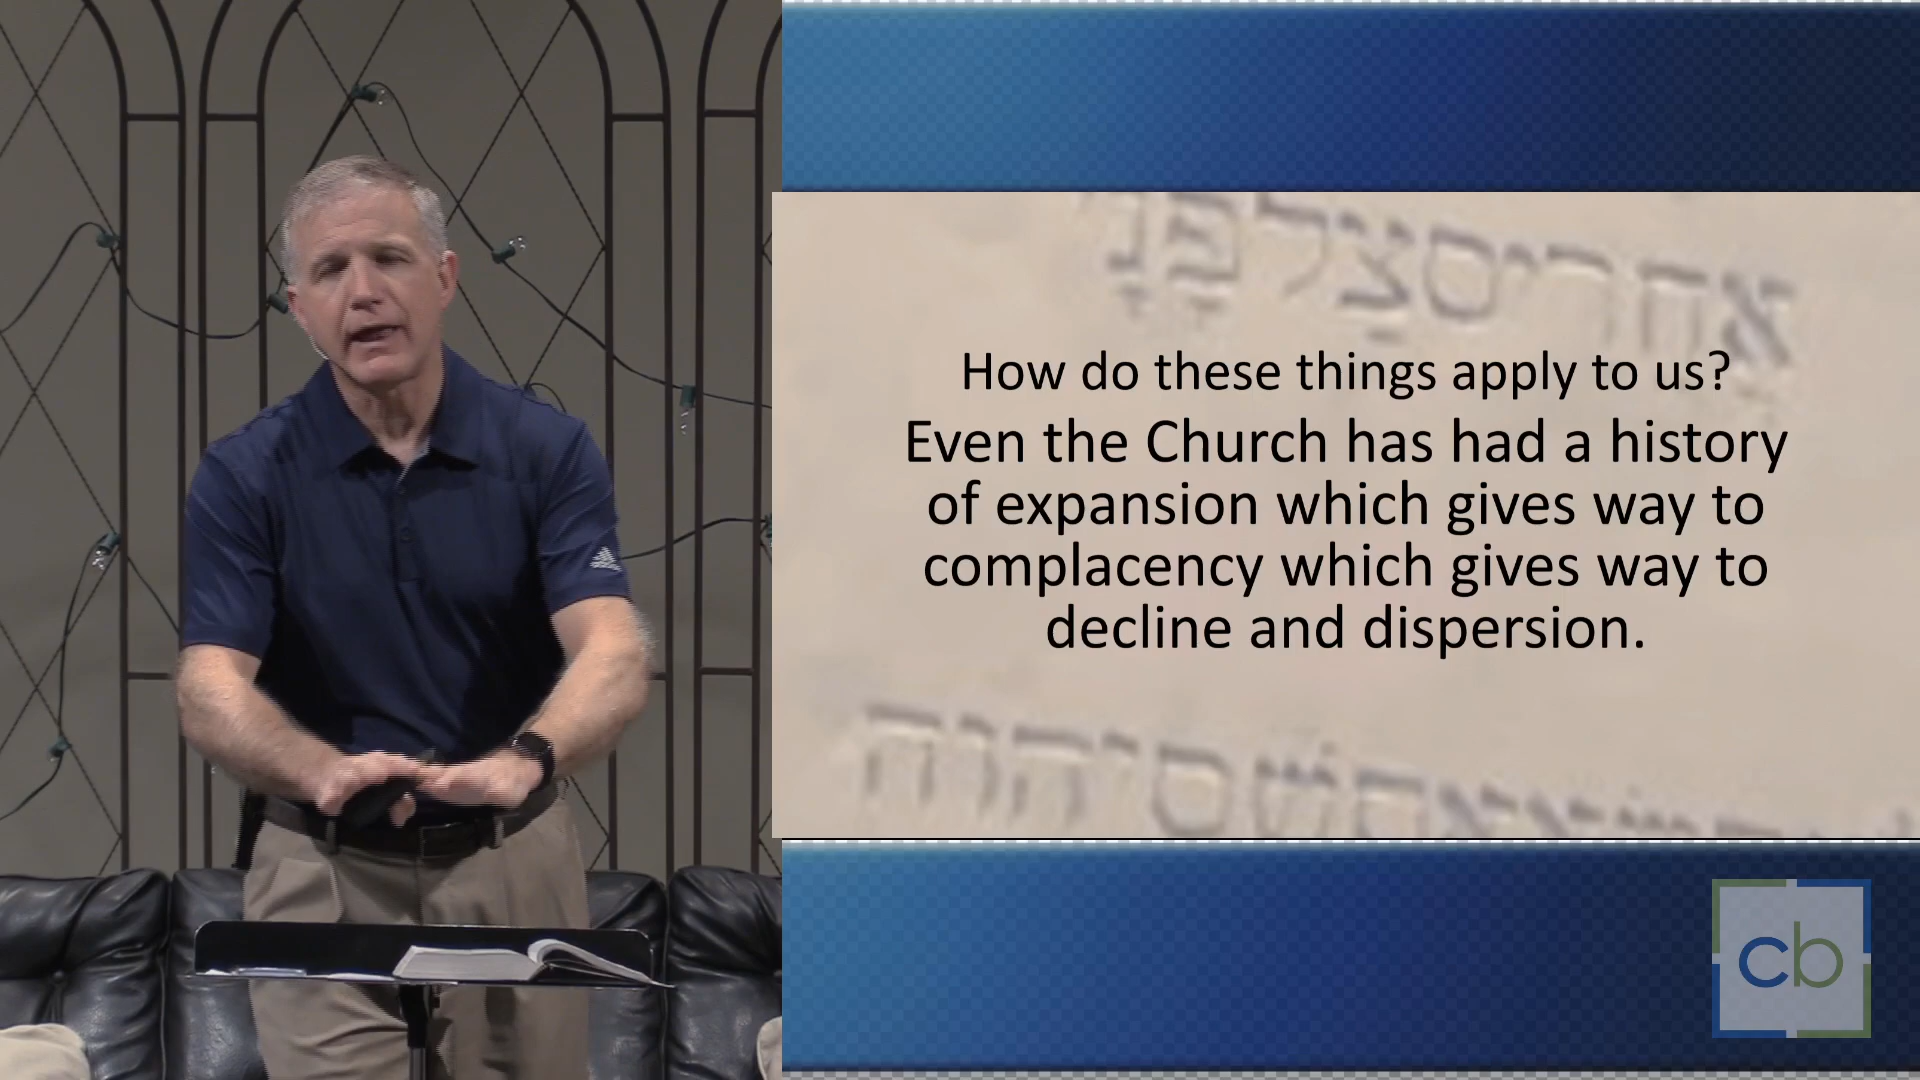 How do these things apply to us?
Even the Church has had a history
of expansion which gives way to
complacency which gives way to
decline and dispersion.
cb